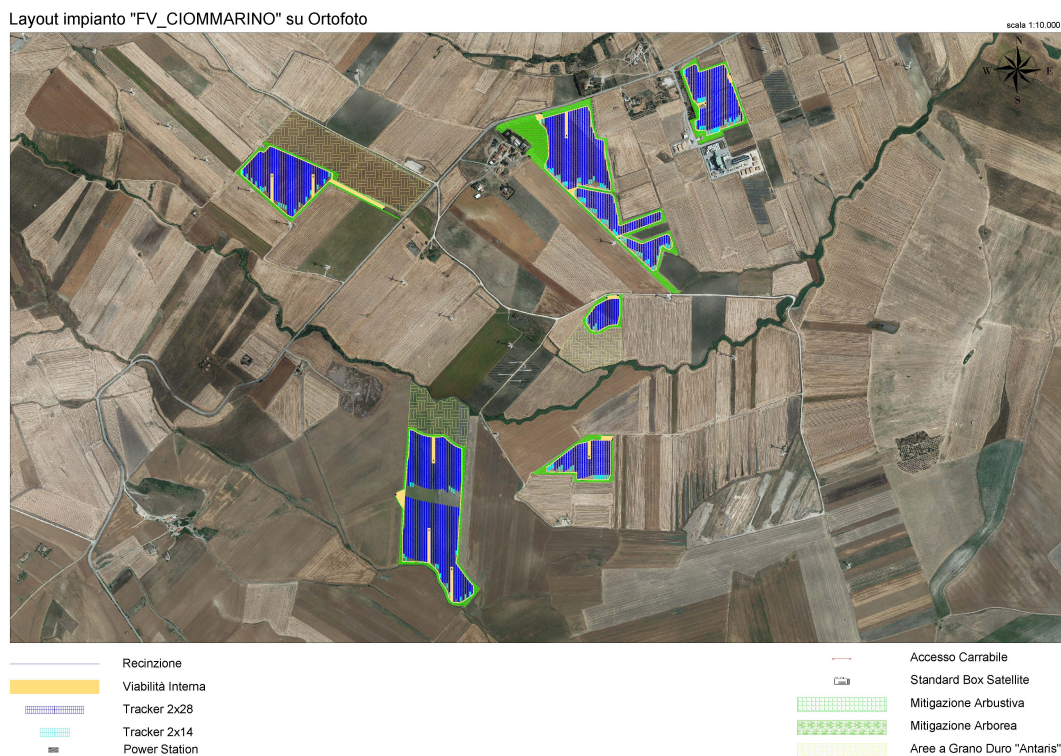 Layout impianto "FV_CIOMMARINO" su Ortofoto
scala 1:10.000
N
W E
S
Recinzione
Viabilità Interna
Tracker 2x28
Tracker 2x14
Power Station
Accesso Carrabile
Standard Box Satellite
Mitigazione Arbustiva
Mitigazione Arborea
Aree a Grano Duro "Antaris"